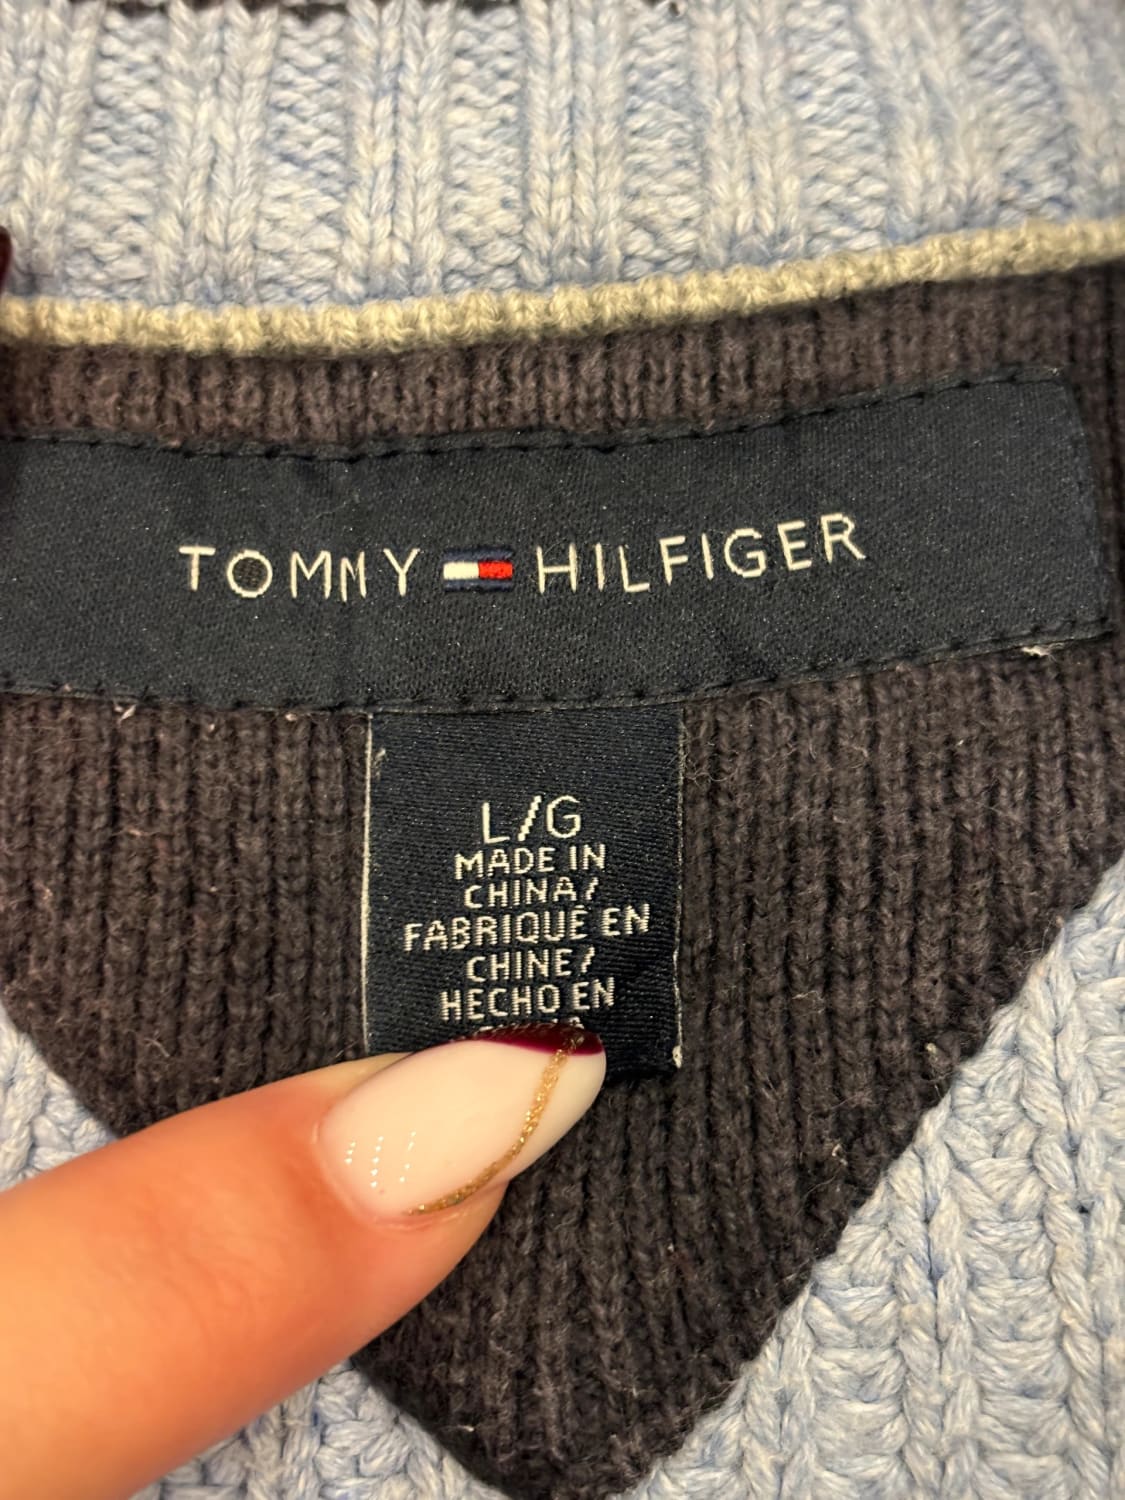 TOMMY HILFIGER
L/G
MADE IN
CHINA/
FABRIQUÉ EN
CHINE/
HECHO EN